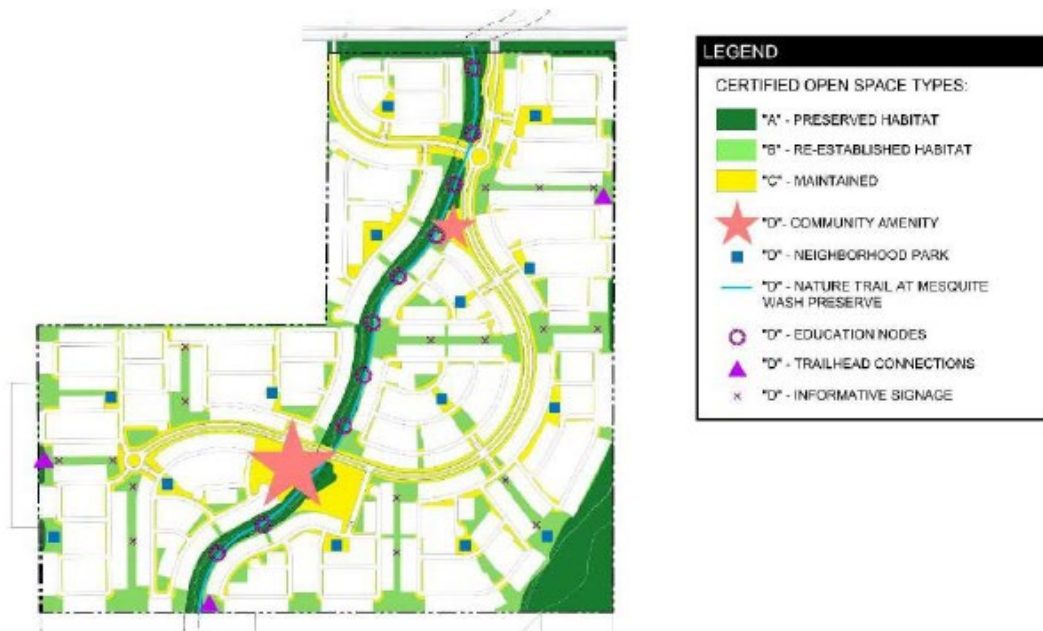 LEGEND
CERTIFIED OPEN SPACE TYPES:
"A" - PRESERVED HABITAT
"B" - RE-ESTABLISHED HABITAT
"C" - MAINTAINED
"D"- COMMUNITY AMENITY
"D" - NEIGHBORHOOD PARK
"D" - NATURE TRAIL AT MESQUITE
WASH PRESERVE
"D" - EDUCATION NODES
"D" - TRAILHEAD CONNECTIONS
"D" - INFORMATIVE SIGNAGE